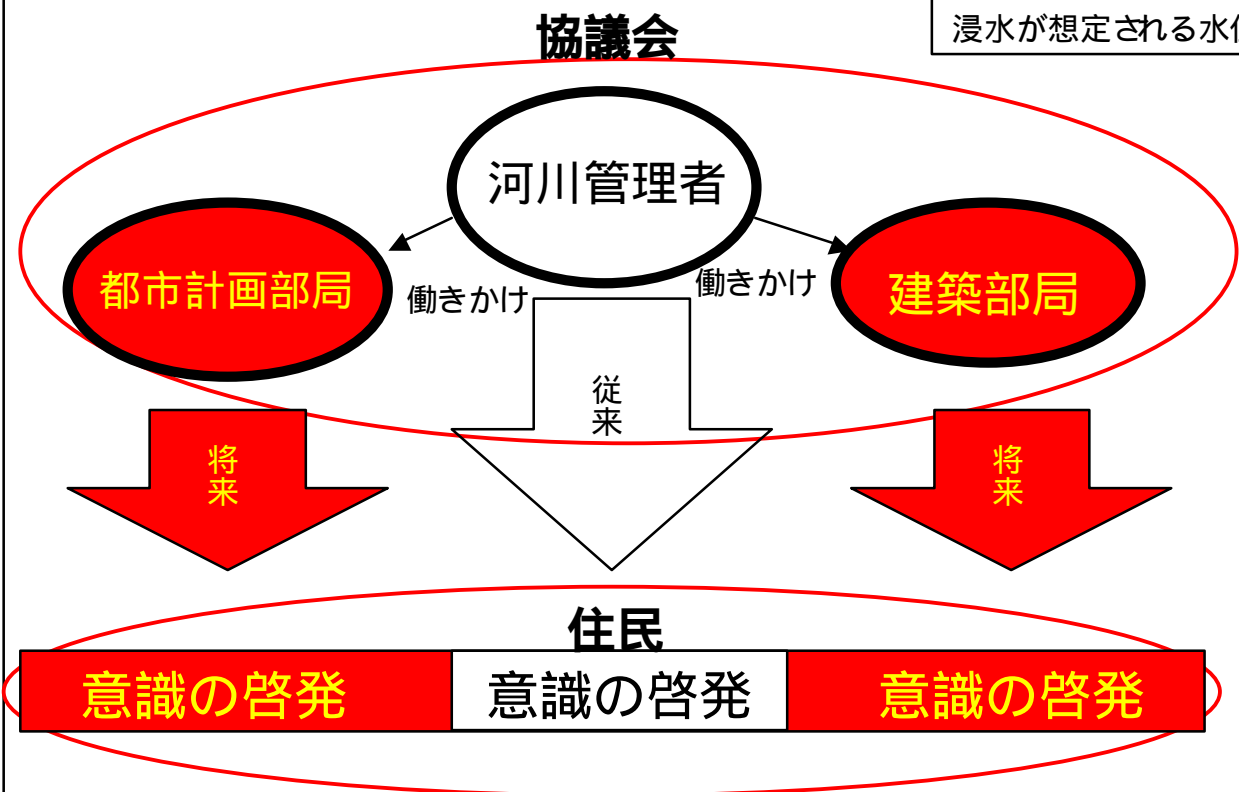 協議会
浸水が想定される水
河川管理者
都市計画部局
働きかけ
働きかけ
建築部局
従来
将来
将来
住民
意識の啓発
意識の啓発
意識の啓発